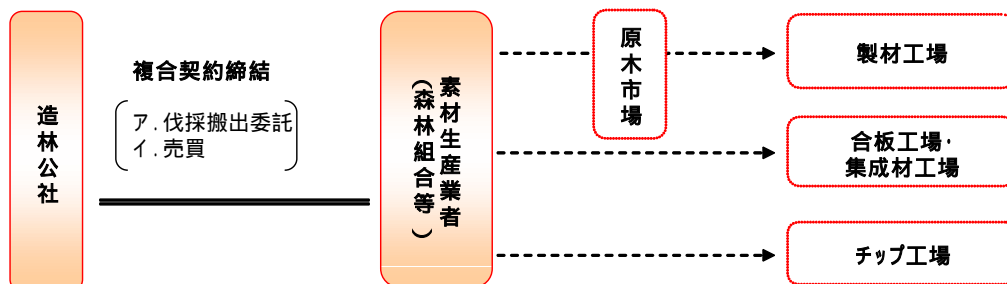 造林公社
複合契約締結
ア.伐採搬出委託
イ.売買
素材生産業者
(森林組合等)
原木市場
製材工場
合板工場・
集成材工場
チップ工場